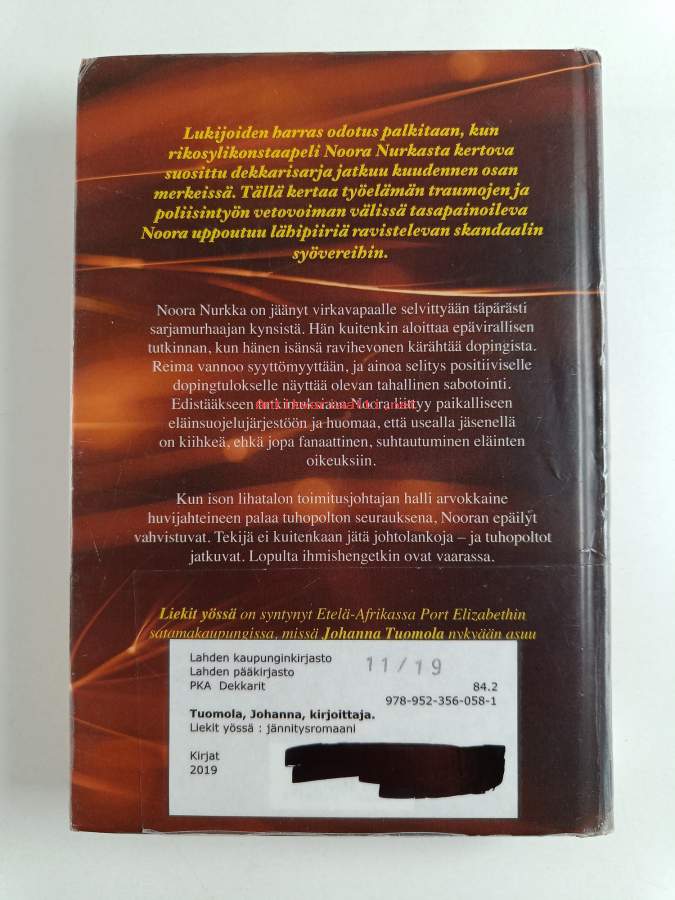 Lukijoiden harras odotus palkitaan, kun
rikosylikonstaapeli Noora Nurkasta kertova
suosittu dekkarisarja jatkuu kuudennen osan
merkeissä. Tällä kertaa työelämän traumojen ja
poliisintyön vetovoiman välissä tasapainoileva
Noora uppoutuu lähipiiriä ravistelevan skandaalin
syövereihin.
Noora Nurkka on jäänyt virkavapaalle selvittyään täpärästi
sarjamurhaajan kynsistä. Hän kuitenkin aloittaa epävirallisen
tutkinnan, kun hänen isänsä ravihevonen kärähtää dopingista.
Reima vannoo syyttömyyttään, ja ainoa selitys positiiviselle
dopingtulokselle näyttää olevan tahallinen sabotointi.
Edistääkseen tutkimuksiaan Noora liittyy paikalliseen
eläinsuojelujärjestöön ja huomaa, että usealla jäsenellä
on kiihkeä, ehkä jopa fanaattinen, suhtautuminen eläinten
oikeuksiin.
Kun ison lihatalon toimitusjohtajan halli arvokkaine
huvijahteineen palaa tuhopolton seurauksena, Nooran epäilyt
vahvistuvat. Tekijä ei kuitenkaan jätä johtolankoja – ja tuhopoltot
jatkuvat. Lopulta ihmishengetkin ovat vaarassa.
Liekit yössä on syntynyt Etelä-Afrikassa Port Elizabethin
satamakaupungissa, missä Johanna Tuomola nykyään asuu
Lahden kaupunginkirjasto
11/19
Lahden pääkirjasto
PKA Dekkarit 84.2
978-952-356-058-1
Tuomola, Johanna, kirjoittaja.
Liekit yössä : jännitysromaani
Kirjat
2019